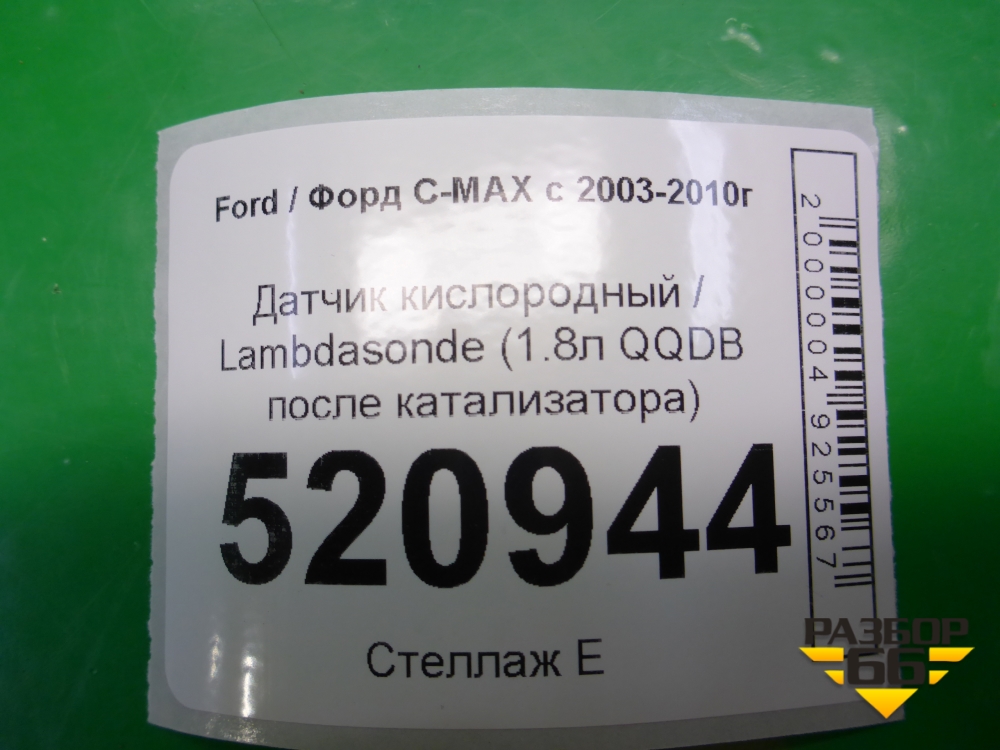 Ford / Форд C-MAX с 2003-2010г
Датчик кислородный /
Lambdasonde (1.8л QQDB
после катализатора)
520944
Стеллаж Е
2000004925567
РАЗБОР
66